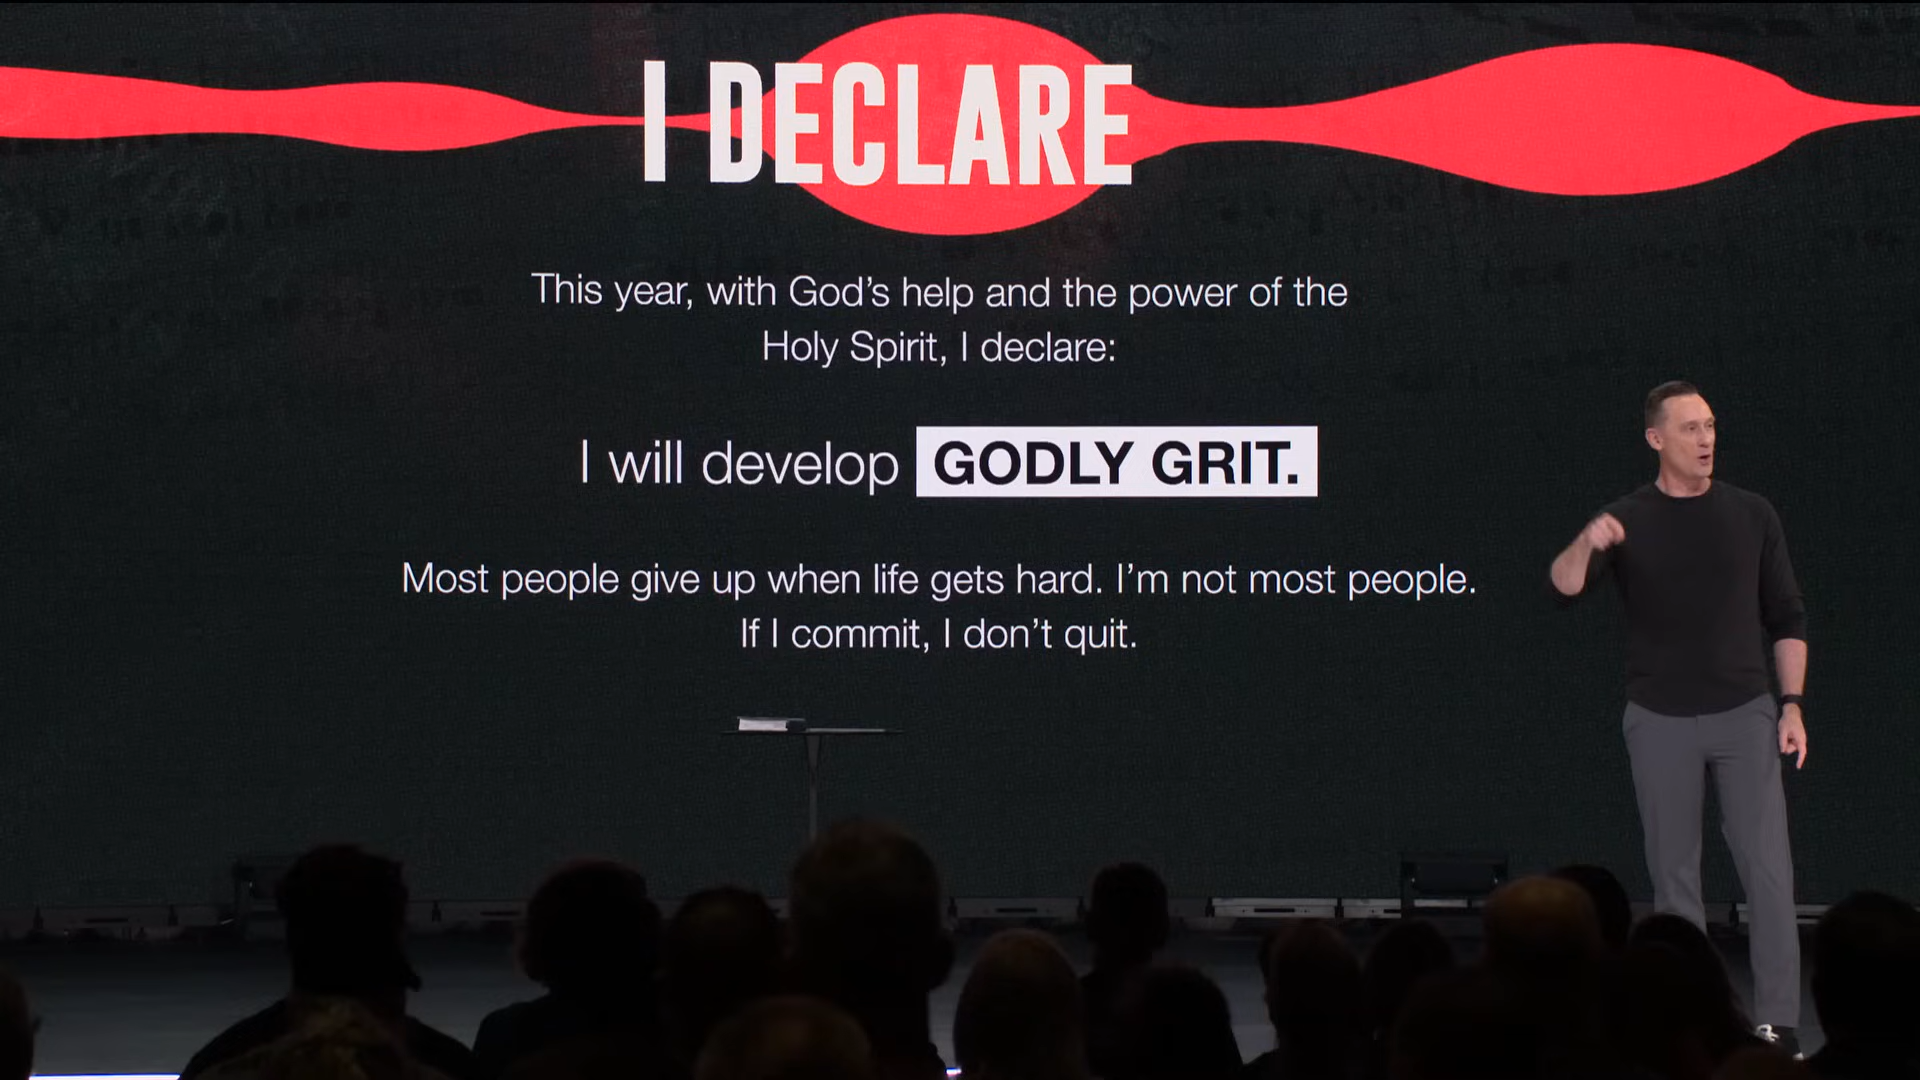 I DECLARE
This year, with God’s help and the power of the
Holy Spirit, I declare:
I will develop GODLY GRIT.
Most people give up when life gets hard. I’m not most people.
If I commit, I don’t quit.